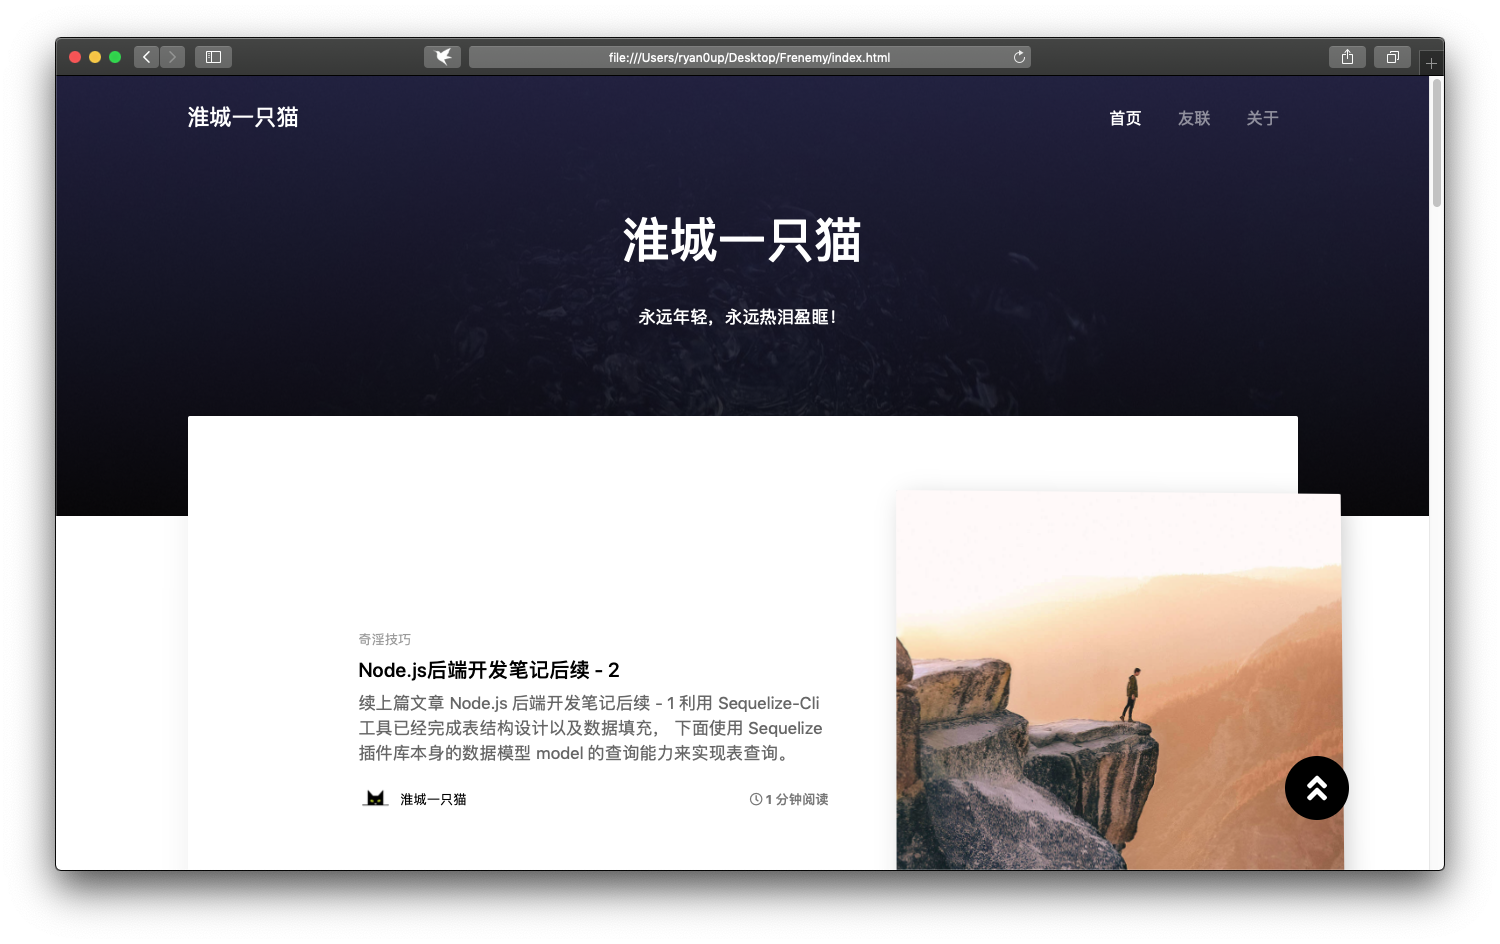 file:///Users/ryan0up/Desktop/Frenemy/index.html
淮城一只猫
首页 友联 关于
淮城一只猫
永远年轻，永远热泪盈眶！
奇淫技巧
Node.js后端开发笔记后续 - 2
续上篇文章 Node.js 后端开发笔记后续 - 1 利用 Sequelize-Cli
工具已经完成表结构设计以及数据填充， 下面使用 Sequelize
插件库本身的数据模型 model 的查询能力来实现表查询。
淮城一只猫
1 分钟阅读